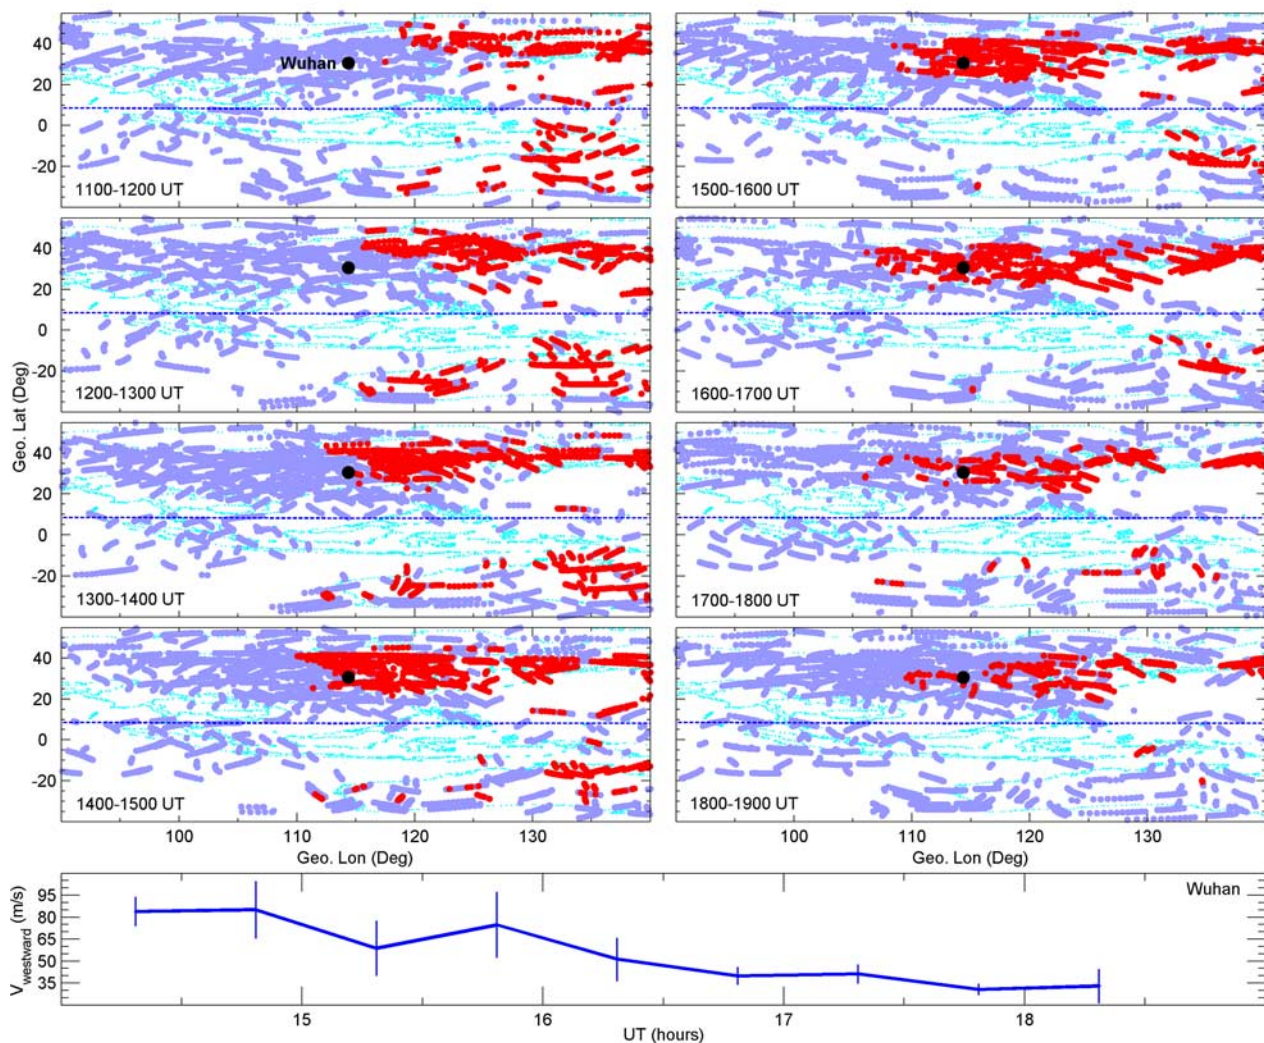 40
20
0
-20
Wuhan
1100-1200 UT
1500-1600 UT
40
20
0
-20
1200-1300 UT
1600-1700 UT
Geo. Lat (Deg)
40
20
0
-20
1300-1400 UT
1700-1800 UT
40
20
0
-20
1400-1500 UT
1800-1900 UT
100
110
120
130
100
110
120
130
Geo. Lon (Deg)
Geo. Lon (Deg)
Wuhan
Vwestward (m/s)
95
80
65
50
35
15
16
17
18
UT (hours)